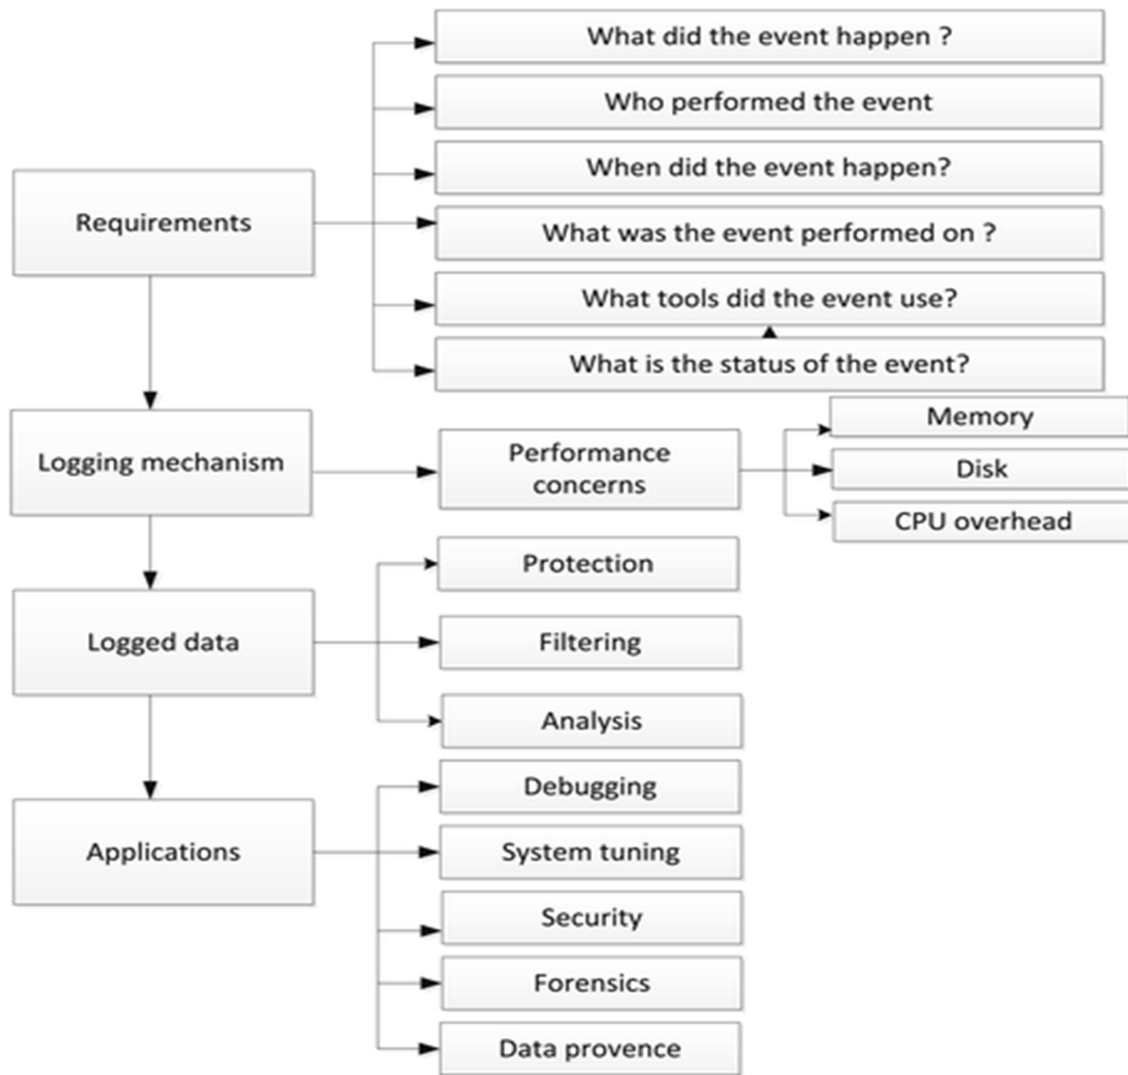 What did the event happen ?
Who performed the event
When did the event happen?
Requirements
What was the event performed on ?
What tools did the event use?
What is the status of the event?
Memory
Logging mechanism
Performance
concerns
Disk
CPU overhead
Protection
Logged data
Filtering
Analysis
Debugging
Applications
System tuning
Security
Forensics
Data provence